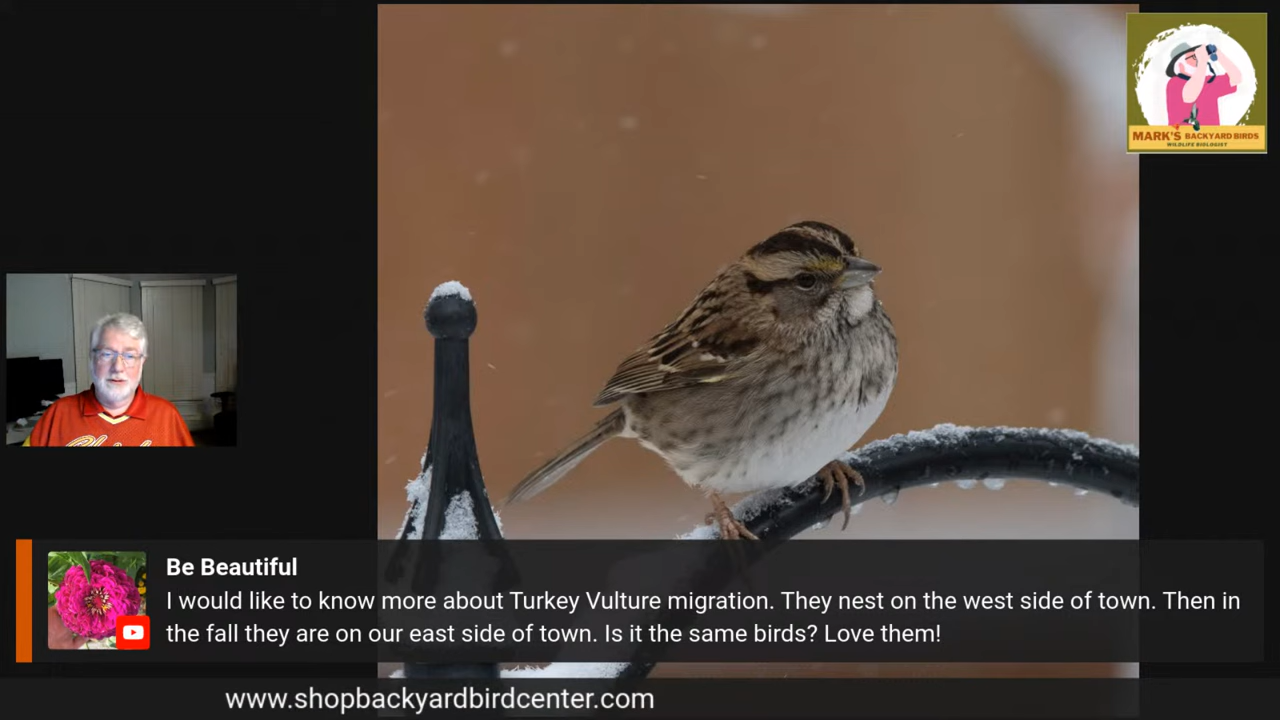 MARK'S BACKYARD BIRDS
WILDLIFE BIOLOGIST
Be Beautiful
I would like to know more about Turkey Vulture migration. They nest on the west side of town. Then in
the fall they are on our east side of town. Is it the same birds? Love them!
www.shopbackyardbirdcenter.com